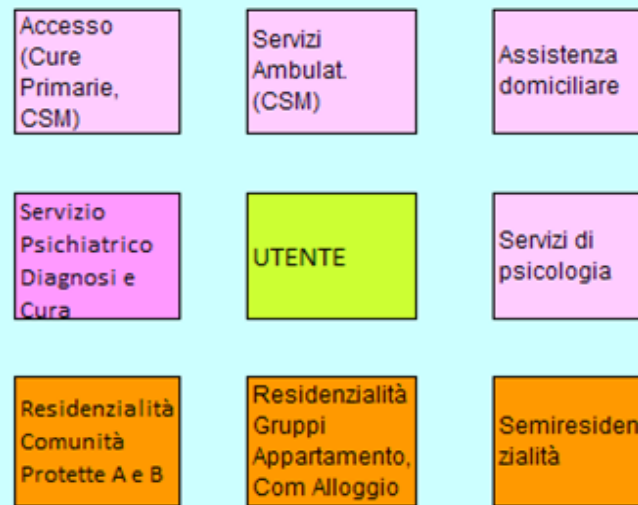 Accesso
(Cure
Primarie,
CSM)
Servizi
Ambulat.
(CSM)
Assistenza
domiciliare
Servizio
Psichiatrico
Diagnosi e
Cura
UTENTE
Servizi di
psicologia
Residenzialità
Comunità
Protette A e B
Residenzialità
Gruppi
Appartamento,
Com Alloggio
Semiresiden
zialità